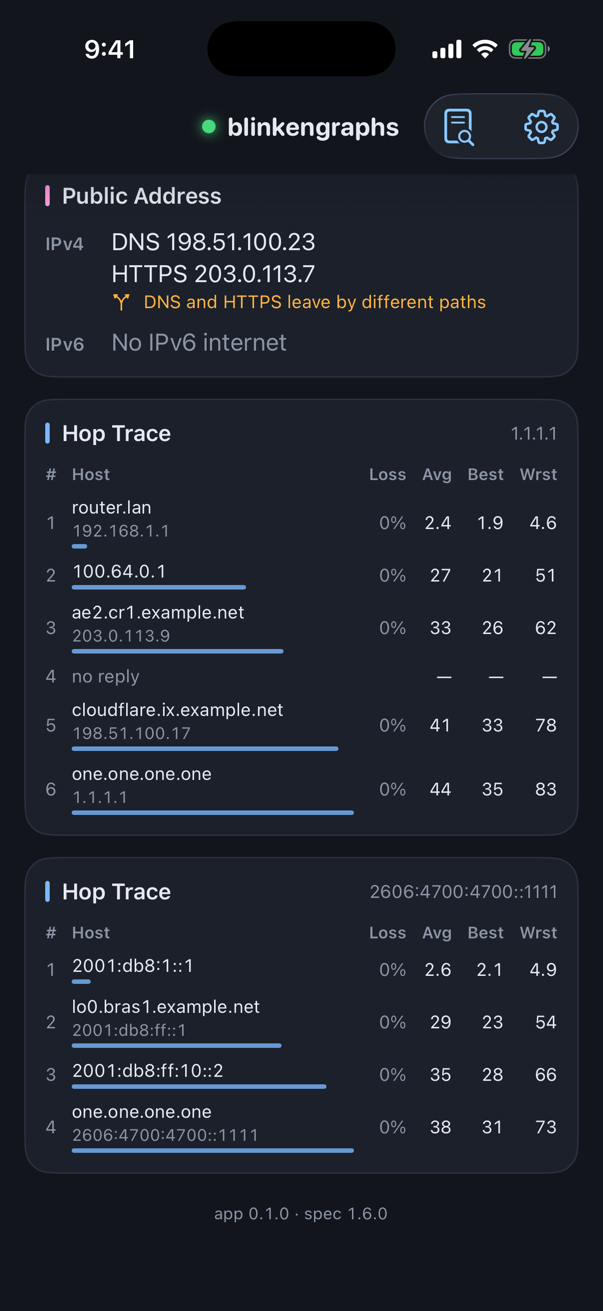 9:41
blinkengraphs
Public Address
IPv4 DNS 198.51.100.23
HTTPS 203.0.113.7
DNS and HTTPS leave by different paths
IPv6 No IPv6 internet
Hop Trace 1.1.1.1
# Host Loss Avg Best Wrst
1 router.lan 0% 2.4 1.9 4.6
192.168.1.1
2 100.64.0.1 0% 27 21 51
3 ae2.cr1.example.net 0% 33 26 62
203.0.113.9
4 no reply — — —
5 cloudflare.ix.example.net 0% 41 33 78
198.51.100.17
6 one.one.one.one 0% 44 35 83
1.1.1.1
Hop Trace 2606:4700:4700::1111
# Host Loss Avg Best Wrst
1 2001:db8:1::1 0% 2.6 2.1 4.9
2 lo0.bras1.example.net 0% 29 23 54
2001:db8:ff::1
3 2001:db8:ff:10::2 0% 35 28 66
4 one.one.one.one 0% 38 31 73
2606:4700:4700::1111
app 0.1.0 · spec 1.6.0